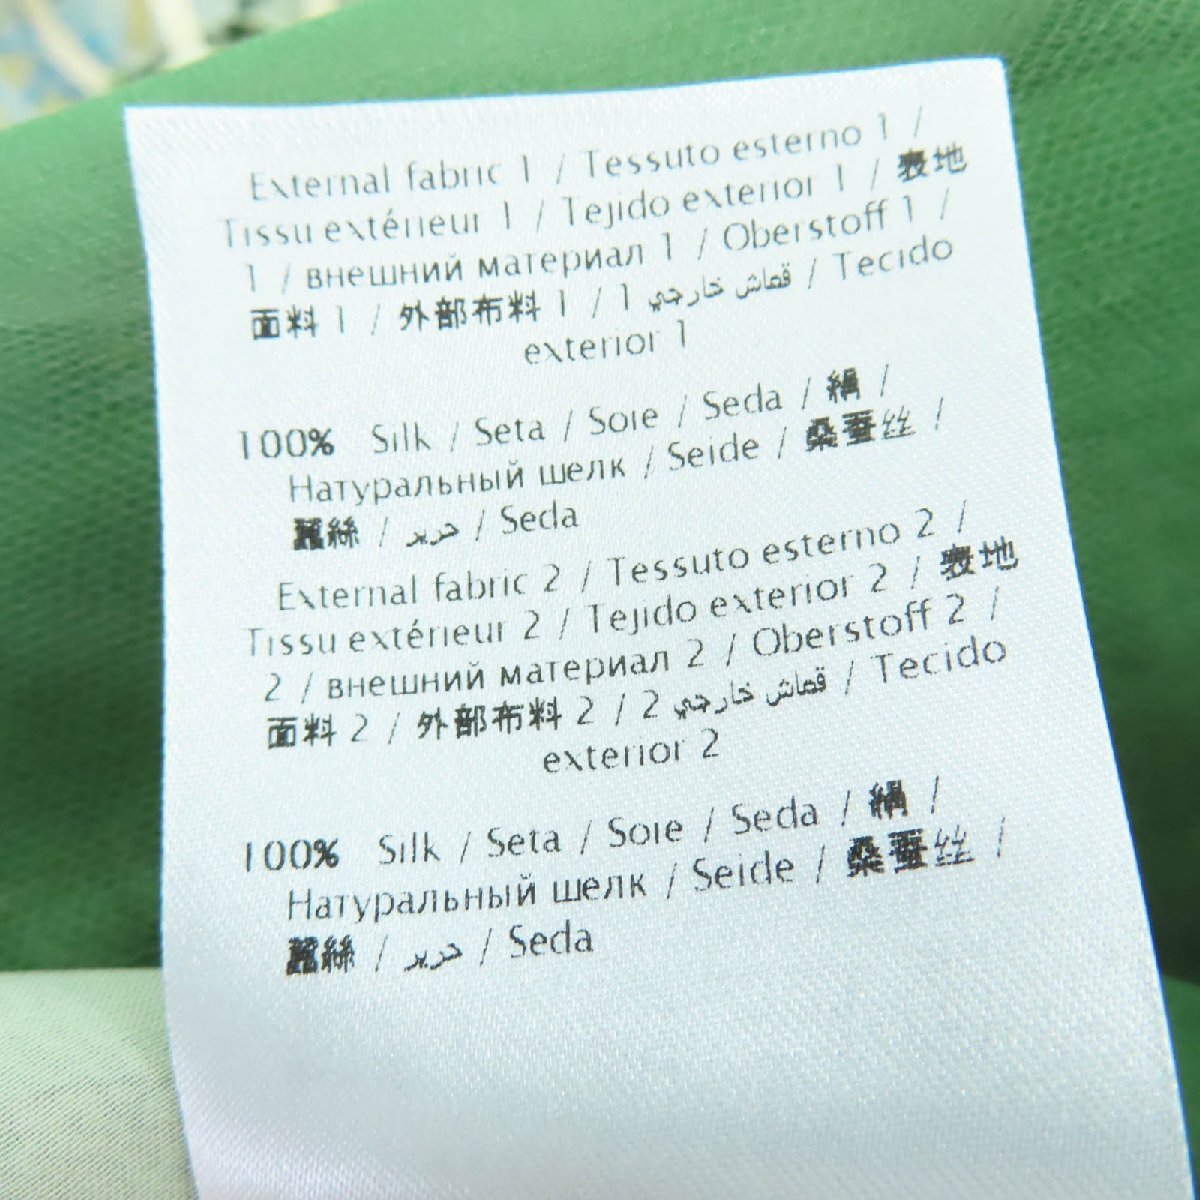 External fabric 1 / Tessuto esterno 1 /
Tissu extérieur 1 / Tejido exterior 1 / 表地
1 / внешний материал 1 / Oberstoff 1 /
面料 1 / 外部布料 1 / 1 قماش خارجي / Tecido
exterior 1
100% Silk / Seta / Soie / Seda / 絹 /
Натуральный шелк / Seide / 桑蚕丝 /
蠶絲 / حرير / Seda
External fabric 2 / Tessuto esterno 2 /
Tissu extérieur 2 / Tejido exterior 2 / 表地
2 / внешний материал 2 / Oberstoff 2 /
面料 2 / 外部布料 2 / 2 قماش خارجي / Tecido
exterior 2
100% Silk / Seta / Soie / Seda / 絹 /
Натуральный шелк / Seide / 桑蚕丝 /
蠶絲 / حرير / Seda